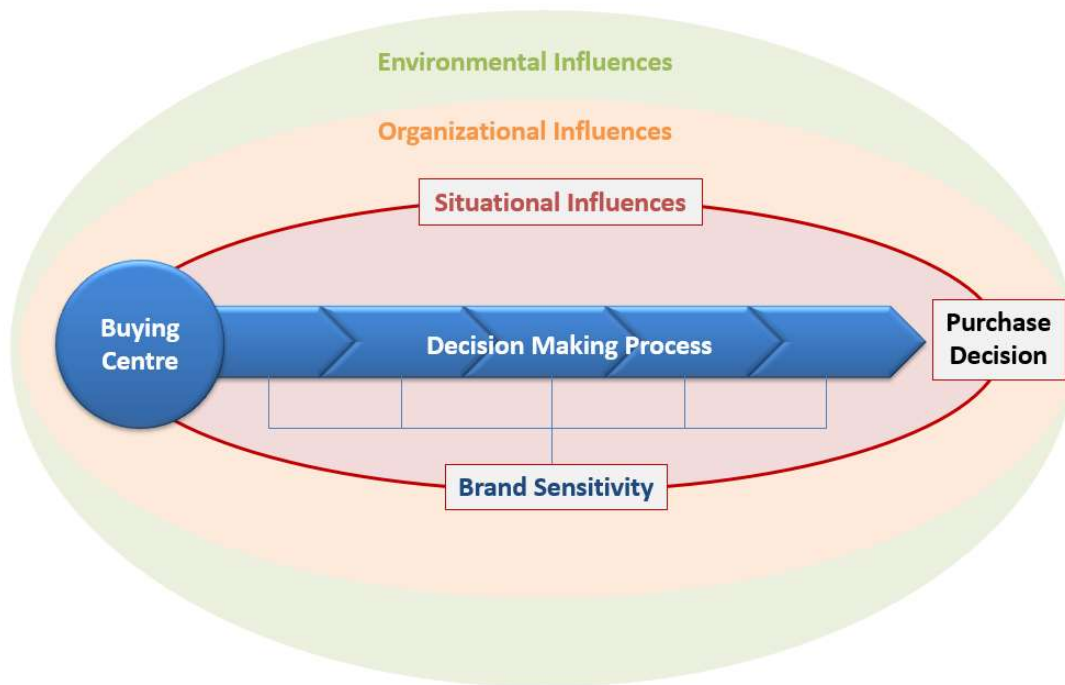 Environmental Influences
Organizational Influences
Situational Influences
Buying
Centre
Decision Making Process
Purchase
Decision
Brand Sensitivity